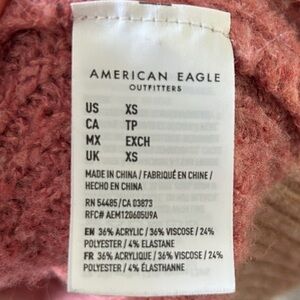 AMERICAN EAGLE
OUTFITTERS
US XS
CA TP
MX EXCH
UK XS
MADE IN CHINA / FABRIQUÉ EN CHINE /
HECHO EN CHINA
RN 54485/ CA 03873
RFC# AEM120605U9A
EN 36% ACRYLIC / 36% VISCOSE / 24%
POLYESTER / 4% ELASTANE
FR 36% ACRYLIQUE / 36% VISCOSE / 24%
POLYESTER / 4% ÉLASTHANNE